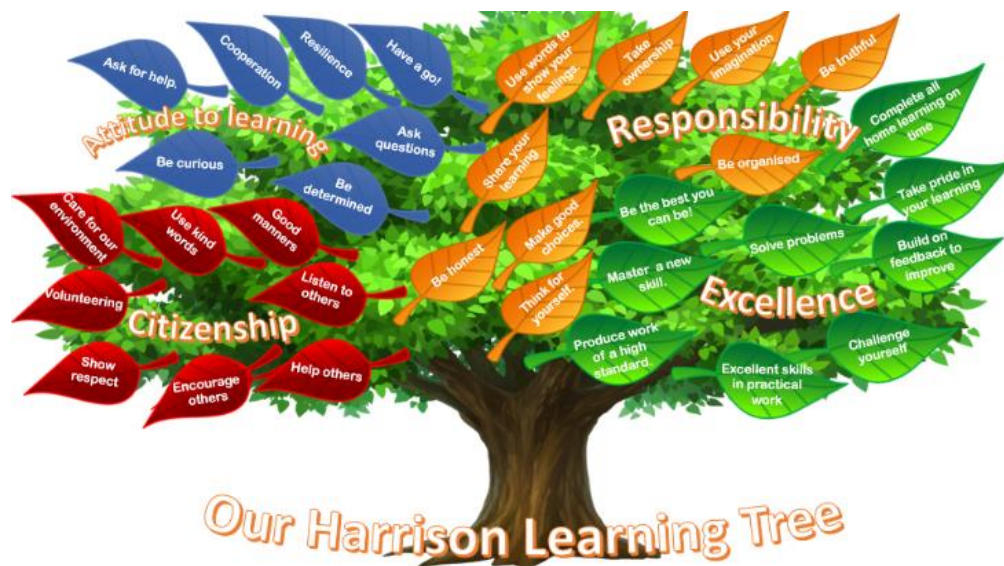 Ask for help.
Cooperation
Resilience
Have a go!
Attitude to learning
Ask
questions
Be curious
Be
determined
Use words to
show your
feelings.
Take
ownership
Use your
imagination
Be truthful
Responsibility
Share your
learning
Be organised
Make good
choices.
Be honest
Think for
yourself.
Complete all
home learning on
time
Take pride in
your learning
Be the best you
can be!
Solve problems
Build on
feedback to
improve
Master a new
skill.
Excellence
Produce work
of a high
standard.
Excellent skills
in practical
work
Challenge
yourself
Care for our
environment
Use kind
words
Good
manners
Volunteering
Listen to
others
Citizenship
Show
respect
Encourage
others
Help others
Our Harrison Learning Tree